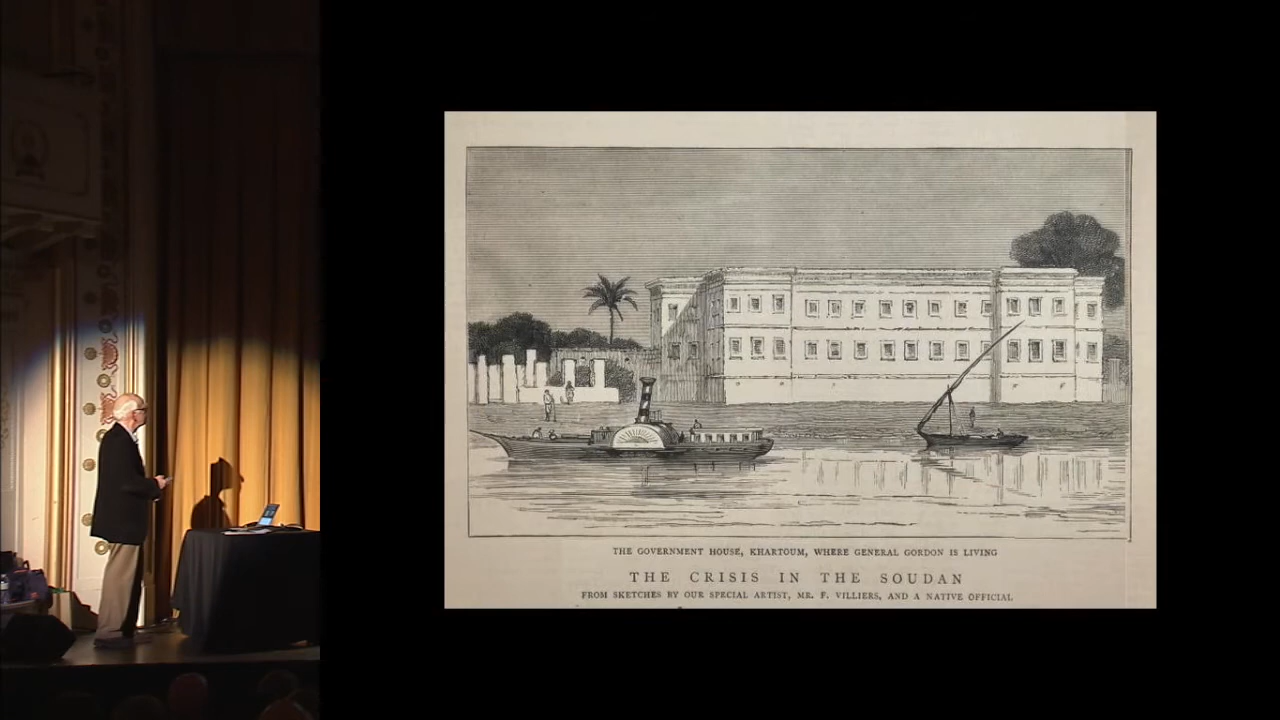 THE GOVERNMENT HOUSE, KHARTOUM, WHERE GENERAL GORDON IS LIVING
THE CRISIS IN THE SOUDAN
FROM SKETCHES BY OUR SPECIAL ARTIST, MR. F. VILLIERS, AND A NATIVE OFFICIAL